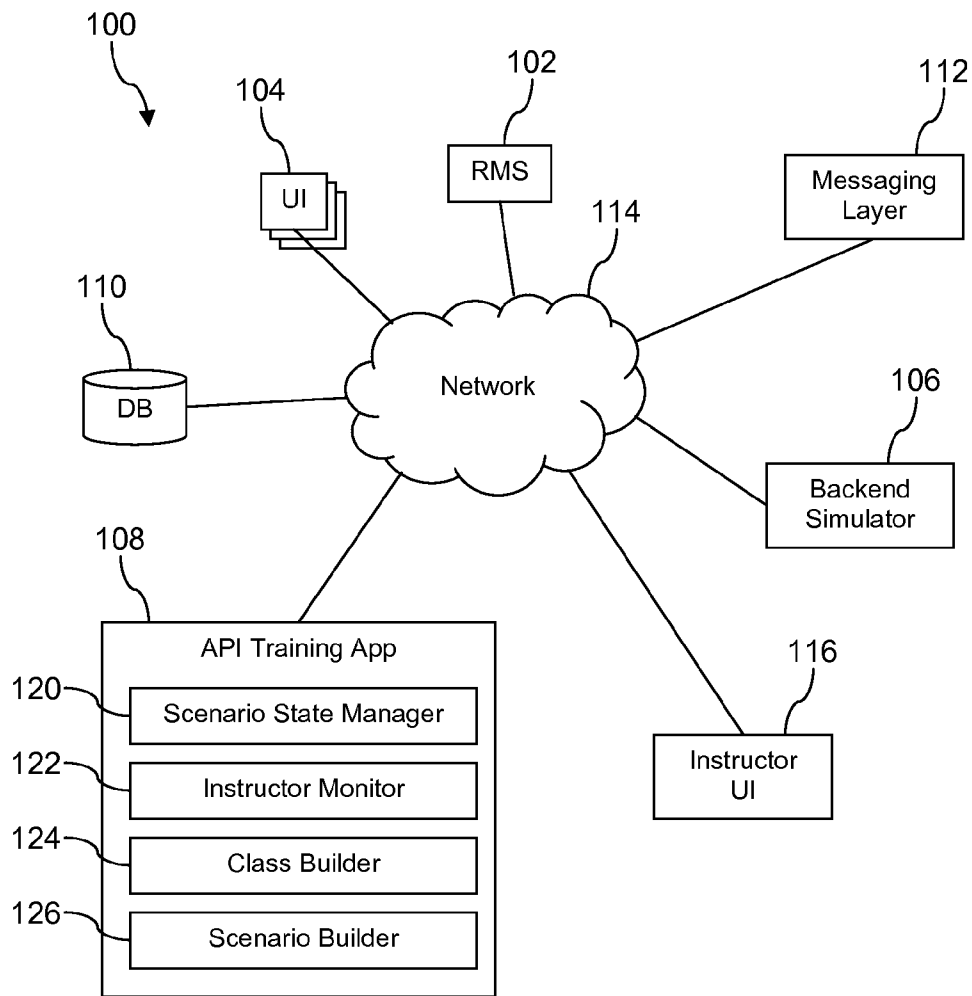 100
104
102
112
UI
RMS
Messaging
Layer
114
110
DB
Network
106
Backend
Simulator
108
API Training App
116
120
Scenario State Manager
122
Instructor Monitor
Instructor
UI
124
Class Builder
126
Scenario Builder